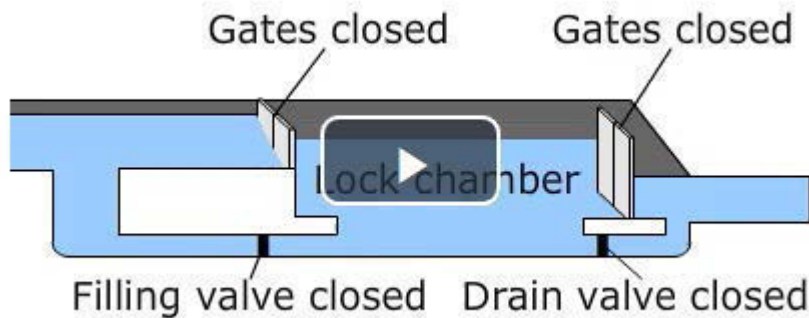 Gates closed
Gates closed
Lock chamber
Filling valve closed
Drain valve closed